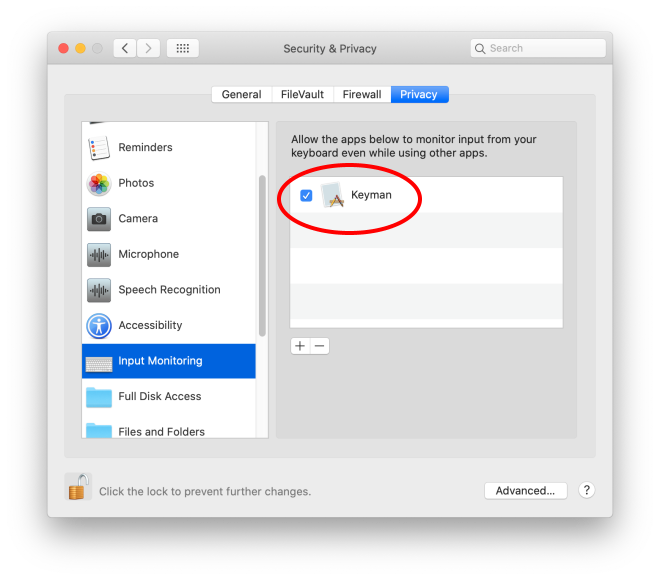 Security & Privacy
Search
General
FileVault
Firewall
Privacy
Reminders
Photos
Camera
Microphone
Speech Recognition
Accessibility
Input Monitoring
Full Disk Access
Files and Folders
Allow the apps below to monitor input from your
keyboard even while using other apps.
Keyman
Click the lock to prevent further changes.
Advanced...
?